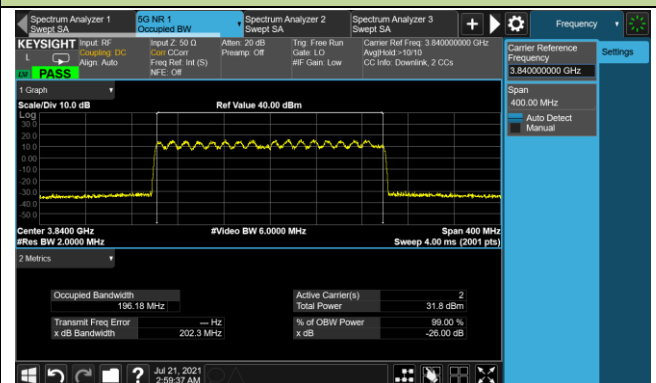 Spectrum Analyzer 1
Swept SA
5G NR 1
Occupied BW
Spectrum Analyzer 2
Swept SA
Spectrum Analyzer 3
Swept SA
Frequency
KEYSIGHT
L
PASS
Input: RF
Coupling: DC
Align: Auto
Input Z: 50 Ω
Corr CCorr
Freq Ref: Int (S)
NFE: Off
Atten: 20 dB
Preamp: Off
Trig: Free Run
Gate: LO
#IF Gain: Low
Carrier Ref Freq: 3.840000000 GHz
Avg|Hold:>10/10
CC Info: Downlink, 2 CCs
Carrier Reference
Frequency
3.840000000 GHz
Settings
Span
400.00 MHz
Auto Detect
Manual
1 Graph
Scale/Div 10.0 dB
Ref Value 40.00 dBm
Log
30.0
20.0
10.0
0.00
-10.0
-20.0
-30.0
-40.0
-50.0
Center 3.8400 GHz
#Video BW 6.0000 MHz
Span 400 MHz
#Res BW 2.0000 MHz
Sweep 4.00 ms (2001 pts)
2 Metrics
Occupied Bandwidth
196.18 MHz
Active Carrier(s) 2
Total Power 31.8 dBm
Transmit Freq Error --- Hz
x dB Bandwidth 202.3 MHz
% of OBW Power 99.00 %
x dB -26.00 dB
?
Jul 21, 2021
2:59:37 AM